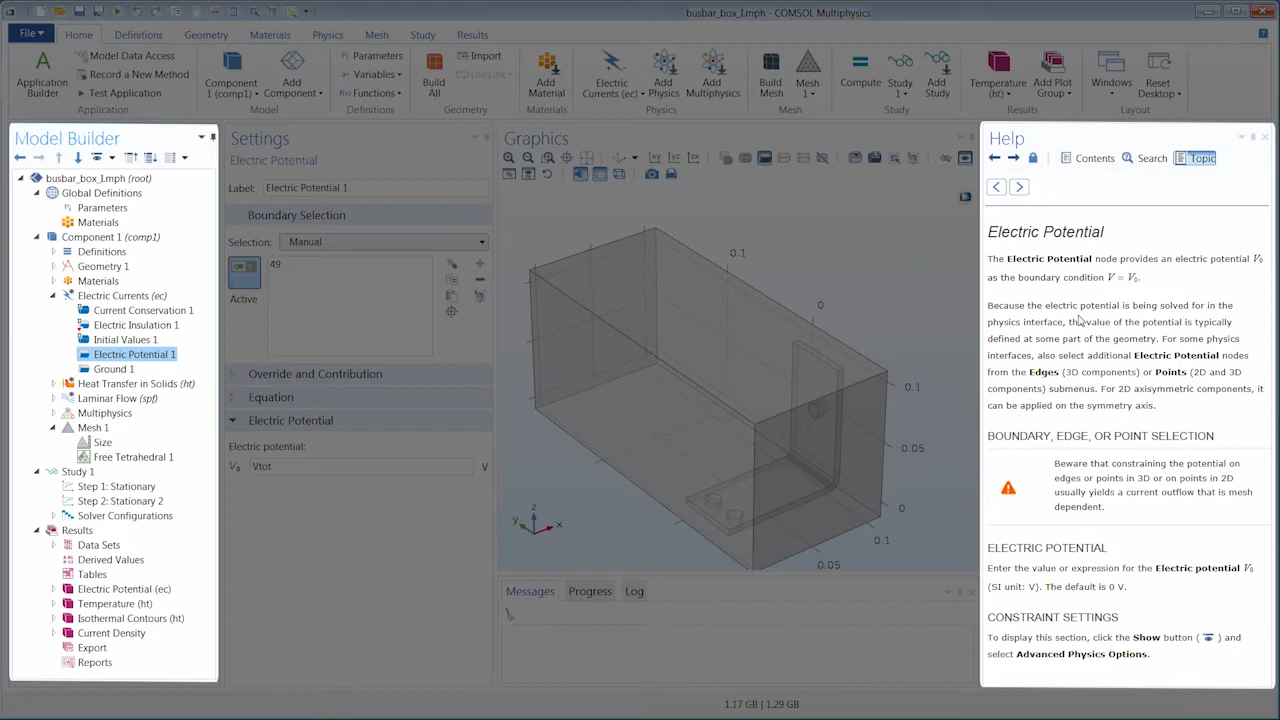 busbar_box_I.mph - COMSOL Multiphysics
File Home Definitions Geometry Materials Physics Mesh Study Results
Application Builder
Model Data Access
Record a New Method
Test Application
Application
Component 1 (comp1)
Add Component
Model
Parameters
Variables
Functions
Definitions
Build All
Import
LiveLink
Geometry
Add Material
Materials
Electric Currents (ec)
Add Physics
Add Multiphysics
Physics
Build Mesh
Mesh 1
Mesh
Compute
Study 1
Add Study
Study
Temperature (ht)
Add Plot Group
Results
Windows
Reset Desktop
Layout
Model Builder
busbar_box_I.mph (root)
Global Definitions
Parameters
Materials
Component 1 (comp1)
Definitions
Geometry 1
Materials
Electric Currents (ec)
Current Conservation 1
Electric Insulation 1
Initial Values 1
Electric Potential 1
Ground 1
Heat Transfer in Solids (ht)
Laminar Flow (spf)
Multiphysics
Mesh 1
Size
Free Tetrahedral 1
Study 1
Step 1: Stationary
Step 2: Stationary 2
Solver Configurations
Results
Data Sets
Derived Values
Tables
Electric Potential (ec)
Temperature (ht)
Isothermal Contours (ht)
Current Density
Export
Reports
Settings
Electric Potential
Label: Electric Potential 1
Boundary Selection
Selection: Manual
49
Active
Override and Contribution
Equation
Electric Potential
Electric potential:
V₀ Vtot V
Graphics
0.1
0
0.1
0.05
0
0.1
0.05
z
y
x
Messages Progress Log
Help
Contents Search Topic
Electric Potential
The Electric Potential node provides an electric potential V₀
as the boundary condition V = V₀.
Because the electric potential is being solved for in the
physics interface, the value of the potential is typically
defined at some part of the geometry. For some physics
interfaces, also select additional Electric Potential nodes
from the Edges (3D components) or Points (2D and 3D
components) submenus. For 2D axisymmetric components, it
can be applied on the symmetry axis.
BOUNDARY, EDGE, OR POINT SELECTION
Beware that constraining the potential on
edges or points in 3D or on points in 2D
usually yields a current outflow that is mesh
dependent.
ELECTRIC POTENTIAL
Enter the value or expression for the Electric potential V₀
(SI unit: V). The default is 0 V.
CONSTRAINT SETTINGS
To display this section, click the Show button ( ) and
select Advanced Physics Options.
1.17 GB | 1.29 GB